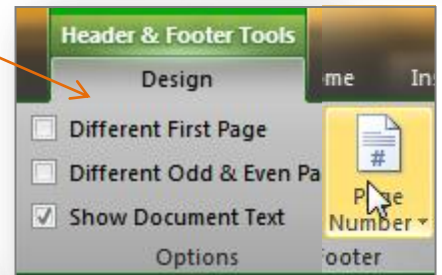 Header & Footer Tools
Design
me In
Different First Page
Different Odd & Even Pa
Show Document Text
#
Page
Number
Options
ooter